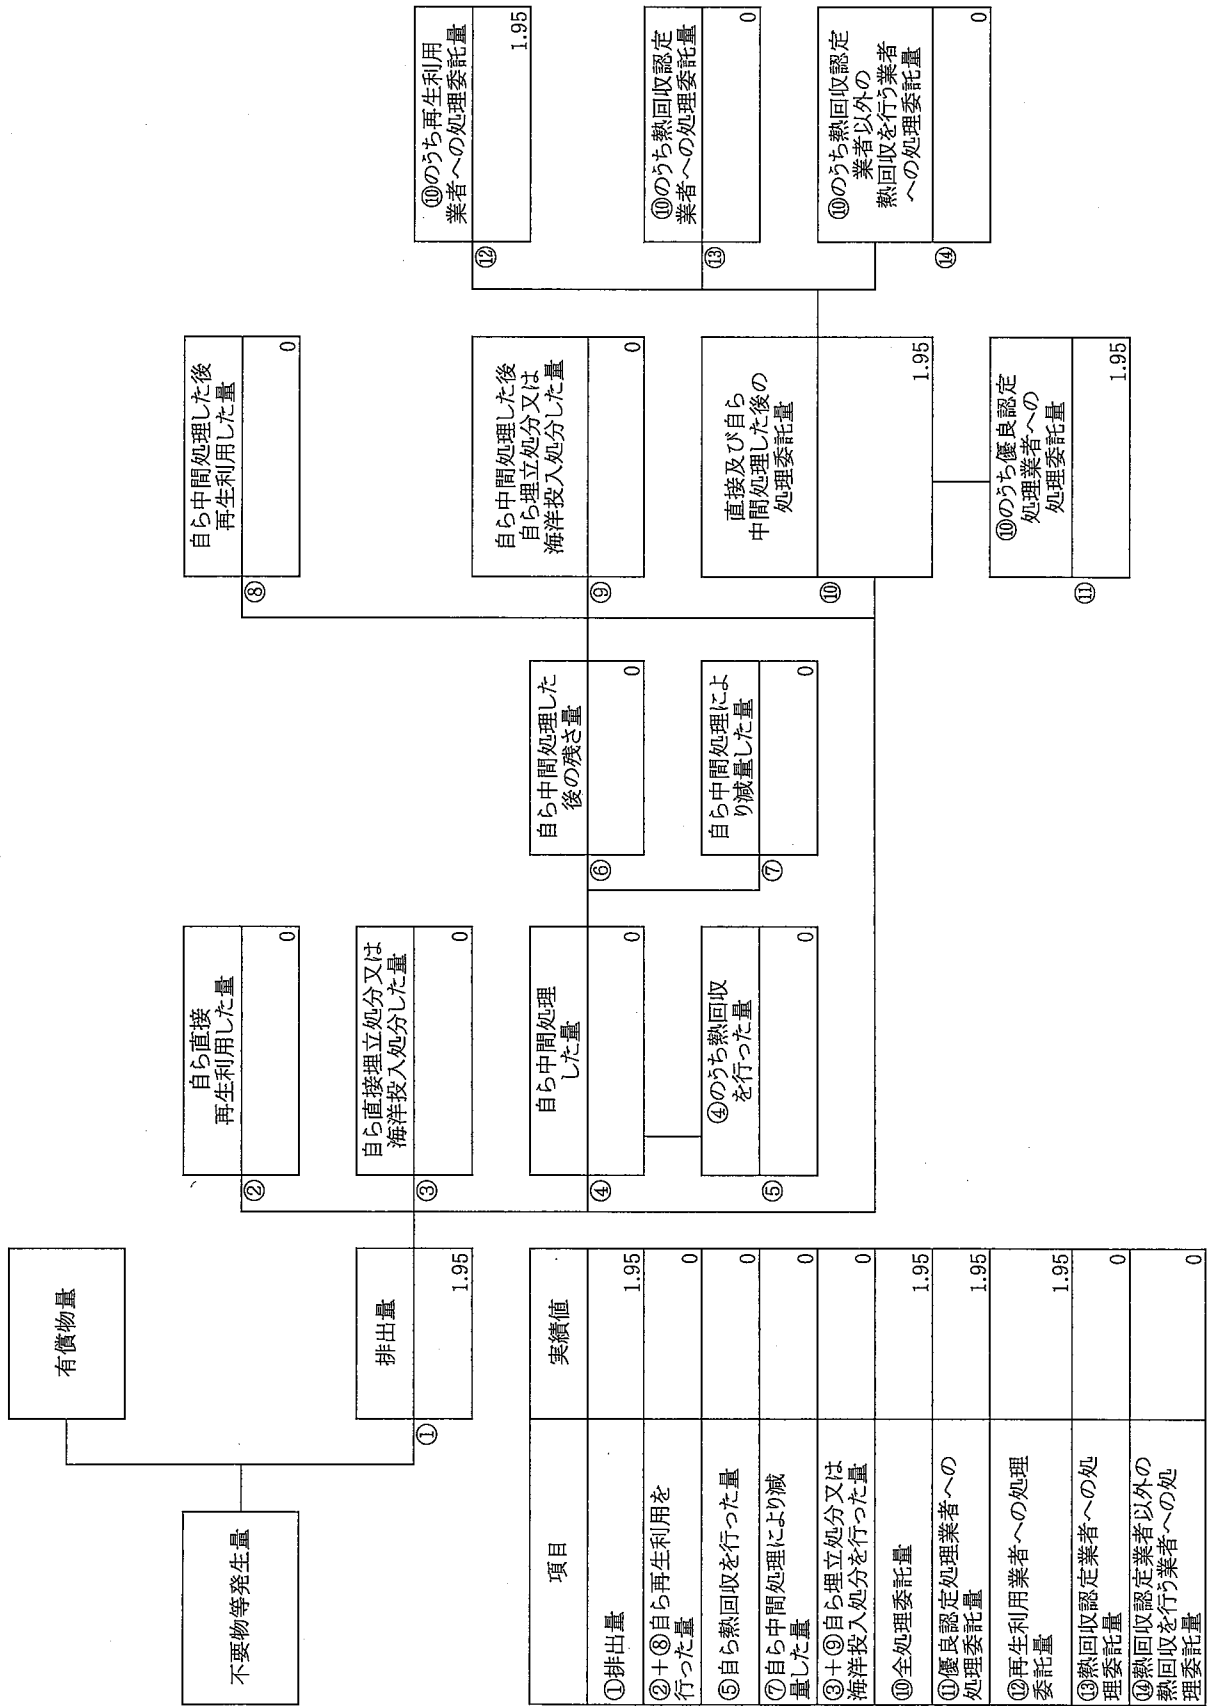 不要物等発生量
有償物量
排出量
①
1.95
自ら直接
再生利用した量
②
0
自ら直接埋立処分又は
海洋投入処分した量
③
0
自ら中間処理
した量
④
0
④のうち熱回収
を行った量
⑤
0
自ら中間処理した
後の残さ量
⑥
0
自ら中間処理によ
り減量した量
⑦
0
自ら中間処理した後
再生利用した量
⑧
0
自ら中間処理した後
自ら埋立処分又は
海洋投入処分した量
⑨
0
直接及び自ら
中間処理した後の
処理委託量
⑩
1.95
⑩のうち優良認定
処理業者への
処理委託量
⑪
1.95
⑩のうち再生利用
業者への処理委託量
⑫
1.95
⑩のうち熱回収認定
業者への処理委託量
⑬
0
⑩のうち熱回収認定
業者以外の
熱回収を行う業者
への処理委託量
⑭
0
項目 実績値
①排出量 1.95
②+⑧自ら再生利用を
行った量 0
⑤自ら熱回収を行った量 0
⑦自ら中間処理により減
量した量 0
③+⑨自ら埋立処分又は
海洋投入処分を行った量 0
⑩全処理委託量 1.95
⑪優良認定処理業者への
処理委託量 1.95
⑫再生利用業者への処理
委託量 1.95
⑬熱回収認定業者への処
理委託量 0
⑭熱回収認定業者以外の
熱回収を行う業者への処
理委託量 0